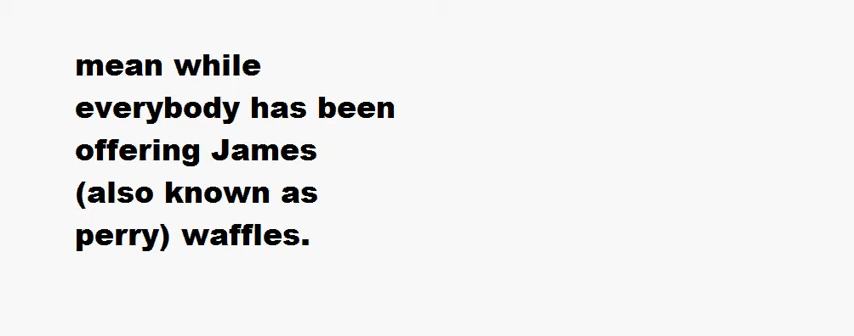 mean while
everybody has been
offering James
(also known as
perry) waffles.